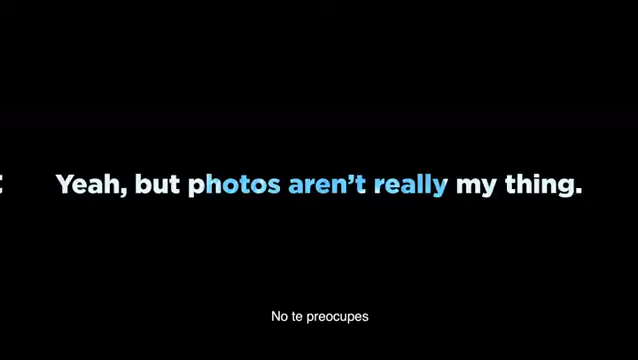 Yeah, but photos aren’t really my thing.
No te preocupes